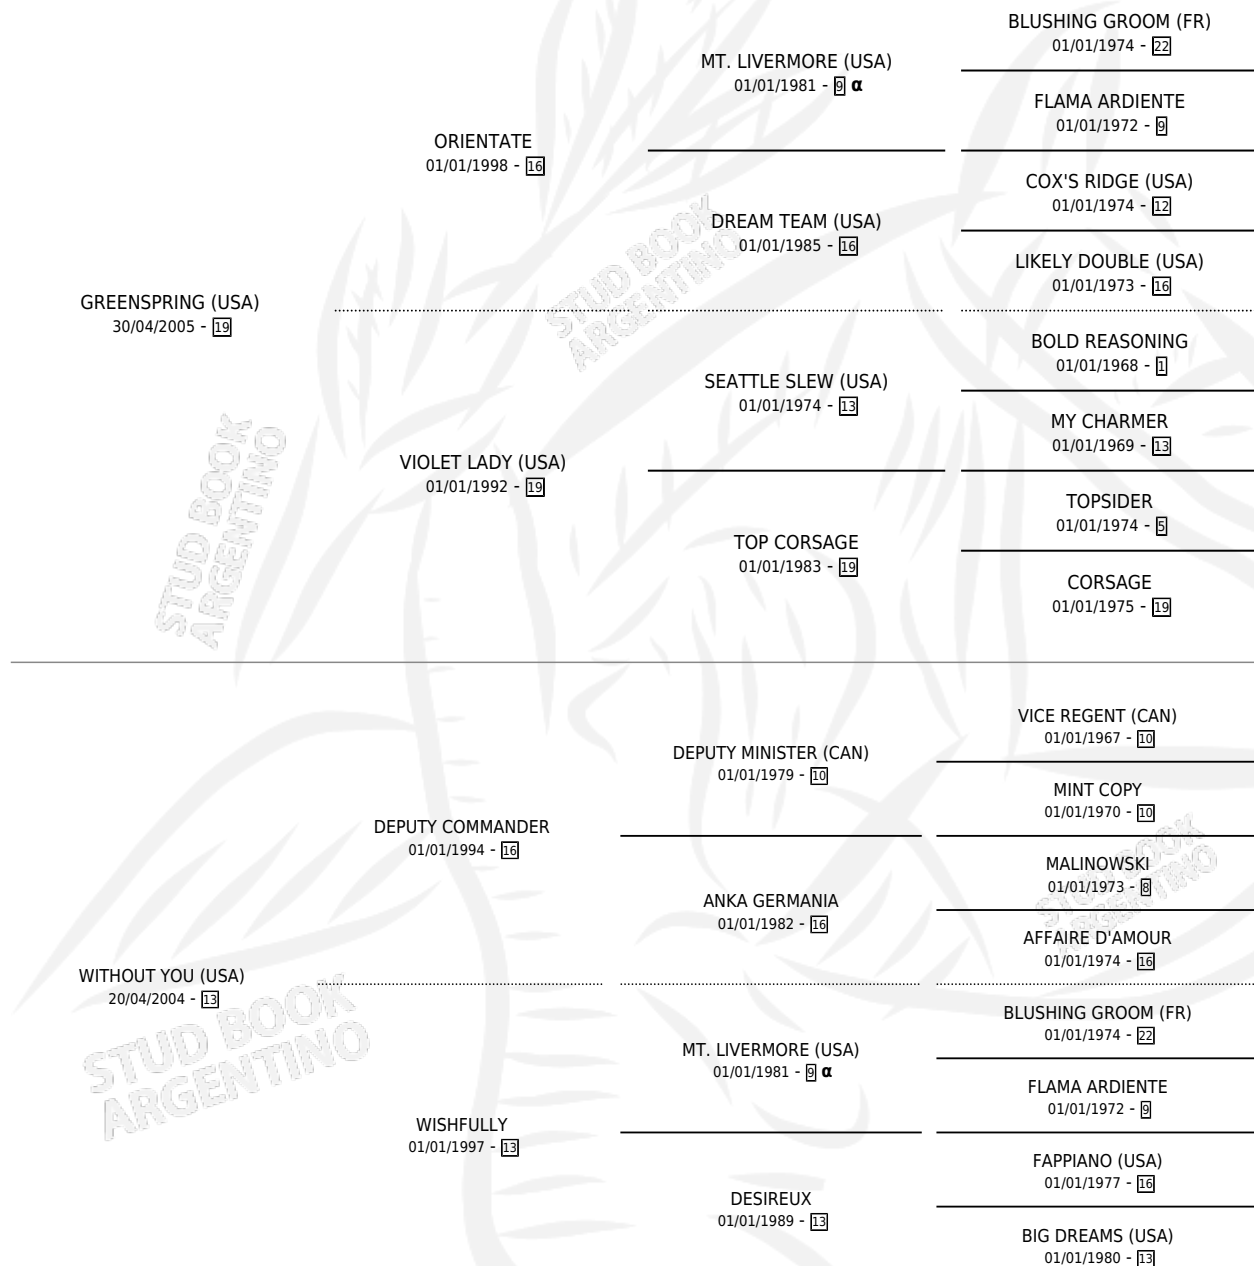 BLUSHING GROOM (FR)
01/01/1974 - 22
MT. LIVERMORE (USA)
01/01/1981 - 9 α
FLAMA ARDIENTE
01/01/1972 - 9
ORIENTATE
01/01/1998 - 16
COX'S RIDGE (USA)
01/01/1974 - 12
DREAM TEAM (USA)
01/01/1985 - 16
LIKELY DOUBLE (USA)
01/01/1973 - 16
GREENSPRING (USA)
30/04/2005 - 19
BOLD REASONING
01/01/1968 - 1
SEATTLE SLEW (USA)
01/01/1974 - 13
MY CHARMER
01/01/1969 - 13
VIOLET LADY (USA)
01/01/1992 - 19
TOPSIDER
01/01/1974 - 5
TOP CORSAGE
01/01/1983 - 19
CORSAGE
01/01/1975 - 19
STUD BOOK
ARGENTINO
STUD BOOK
ARGENTINO
VICE REGENT (CAN)
01/01/1967 - 10
DEPUTY MINISTER (CAN)
01/01/1979 - 10
MINT COPY
01/01/1970 - 10
DEPUTY COMMANDER
01/01/1994 - 16
MALINOWSKI
01/01/1973 - 8
ANKA GERMANIA
01/01/1982 - 16
AFFAIRE D'AMOUR
01/01/1974 - 16
STUD BOOK
ARGENTINO
WITHOUT YOU (USA)
20/04/2004 - 13
BLUSHING GROOM (FR)
01/01/1974 - 22
MT. LIVERMORE (USA)
01/01/1981 - 9 α
FLAMA ARDIENTE
01/01/1972 - 9
WISHFULLY
01/01/1997 - 13
FAPPIANO (USA)
01/01/1977 - 16
DESIREUX
01/01/1989 - 13
BIG DREAMS (USA)
01/01/1980 - 13
STUD BOOK
ARGENTINO